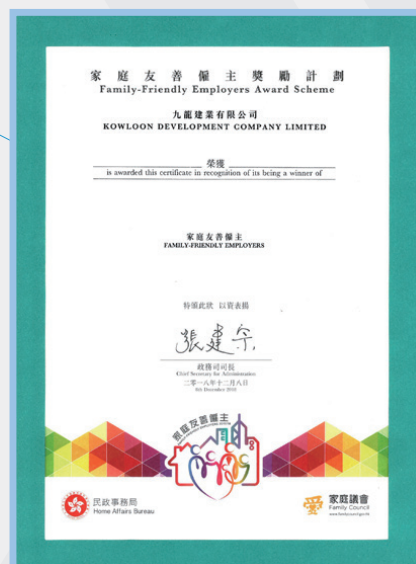 家庭友善僱主獎勵計劃
Family-Friendly Employers Award Scheme
九龍建業有限公司
KOWLOON DEVELOPMENT COMPANY LIMITED
榮獲
is awarded this certificate in recognition of its being a winner of
家庭友善僱主
FAMILY-FRIENDLY EMPLOYERS
特頒此狀 以資表揚
張建宗
政務司司長
Chief Secretary for Administration
二零一八年十二月八日
8th December 2018
家庭友善僱主
民政事務局
Home Affairs Bureau
家庭議會
Family Council